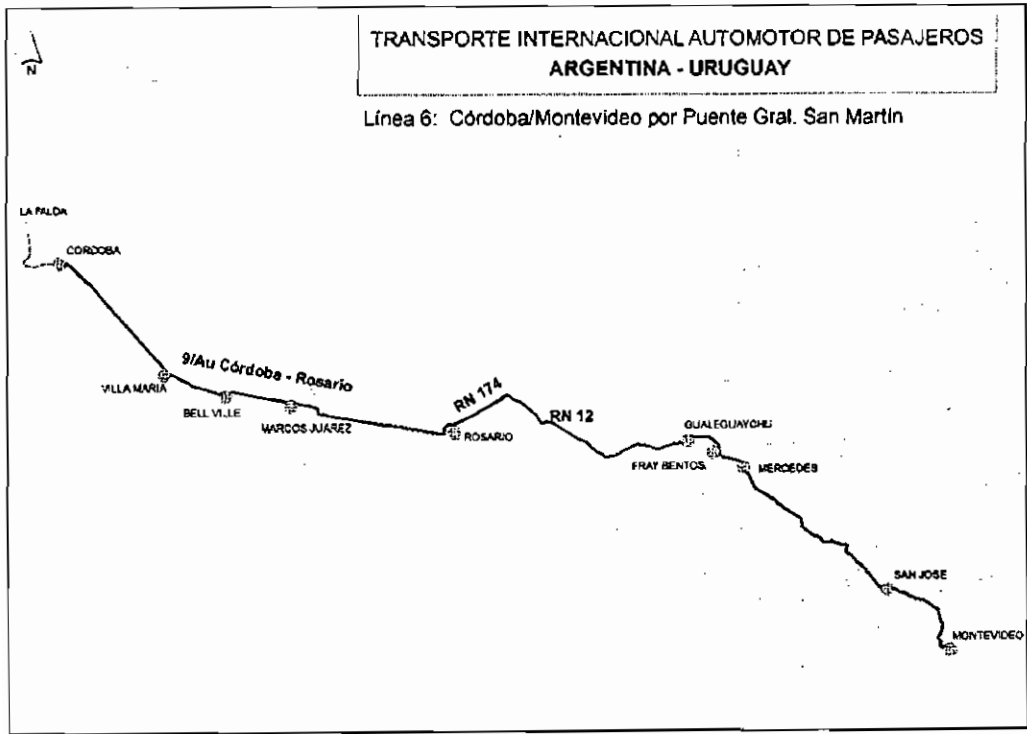 TRANSPORTE INTERNACIONAL AUTOMOTOR DE PASAJEROS
ARGENTINA - URUGUAY
N
Línea 6: Córdoba/Montevideo por Puente Gral. San Martín
LA FALDA
CORDOBA
9/Au Córdoba - Rosario
VILLA MARIA
BELL VILLE
MARCOS JUAREZ
RN 174
ROSARIO
RN 12
GUALEGUAYCHU
FRAY BENTOS
MERCEDES
SAN JOSE
MONTEVIDEO